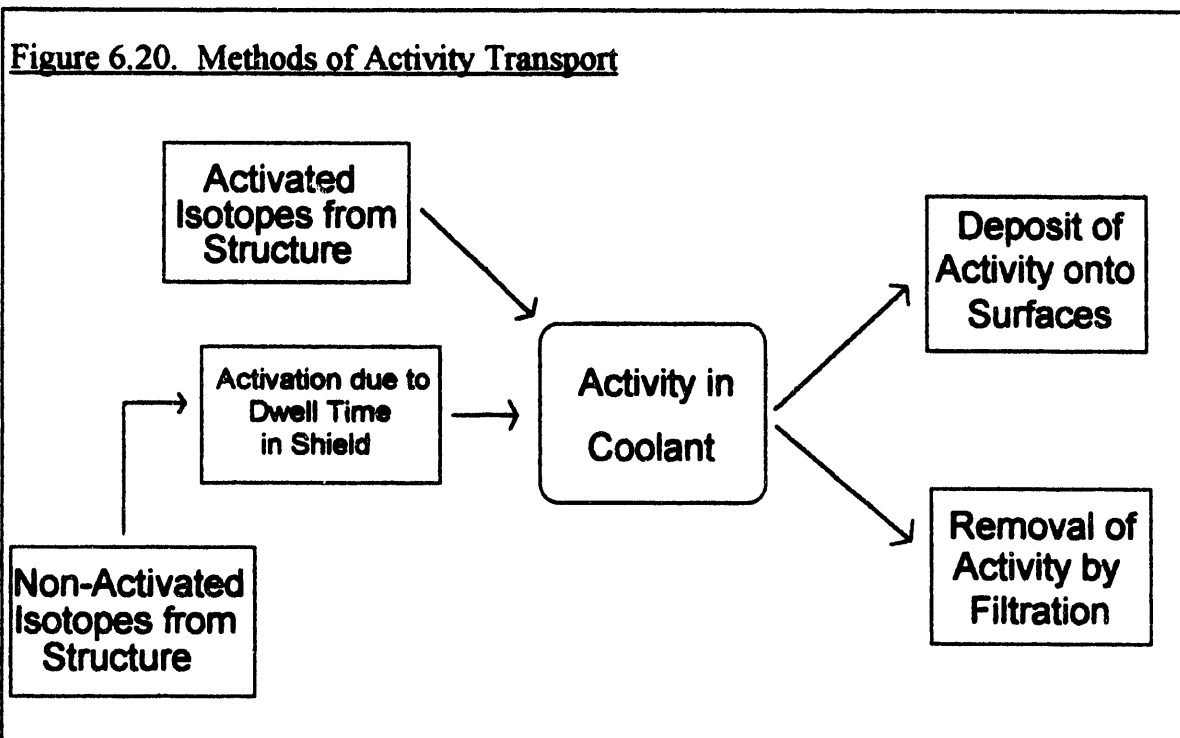 Figure 6.20. Methods of Activity Transport
Activated
Isotopes from
Structure
Activation due to
Dwell Time
in Shield
Non-Activated
Isotopes from
Structure
Activity in
Coolant
Deposit of
Activity onto
Surfaces
Removal of
Activity by
Filtration